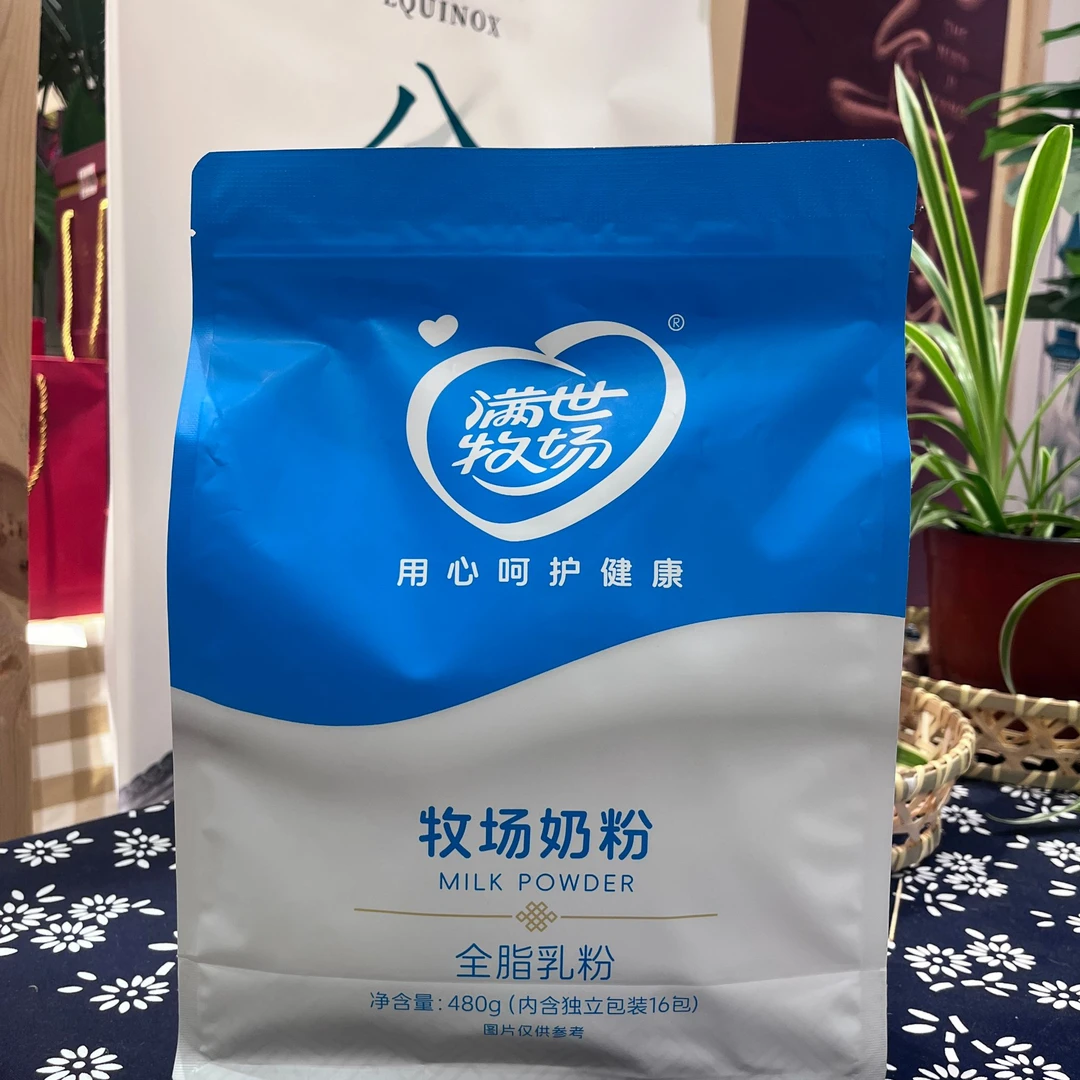 EQUINOX
®
满世
牧场
用心呵护健康
牧场奶粉
MILK POWDER
全脂乳粉
净含量：480g（内含独立包装16包）
图片仅供参考